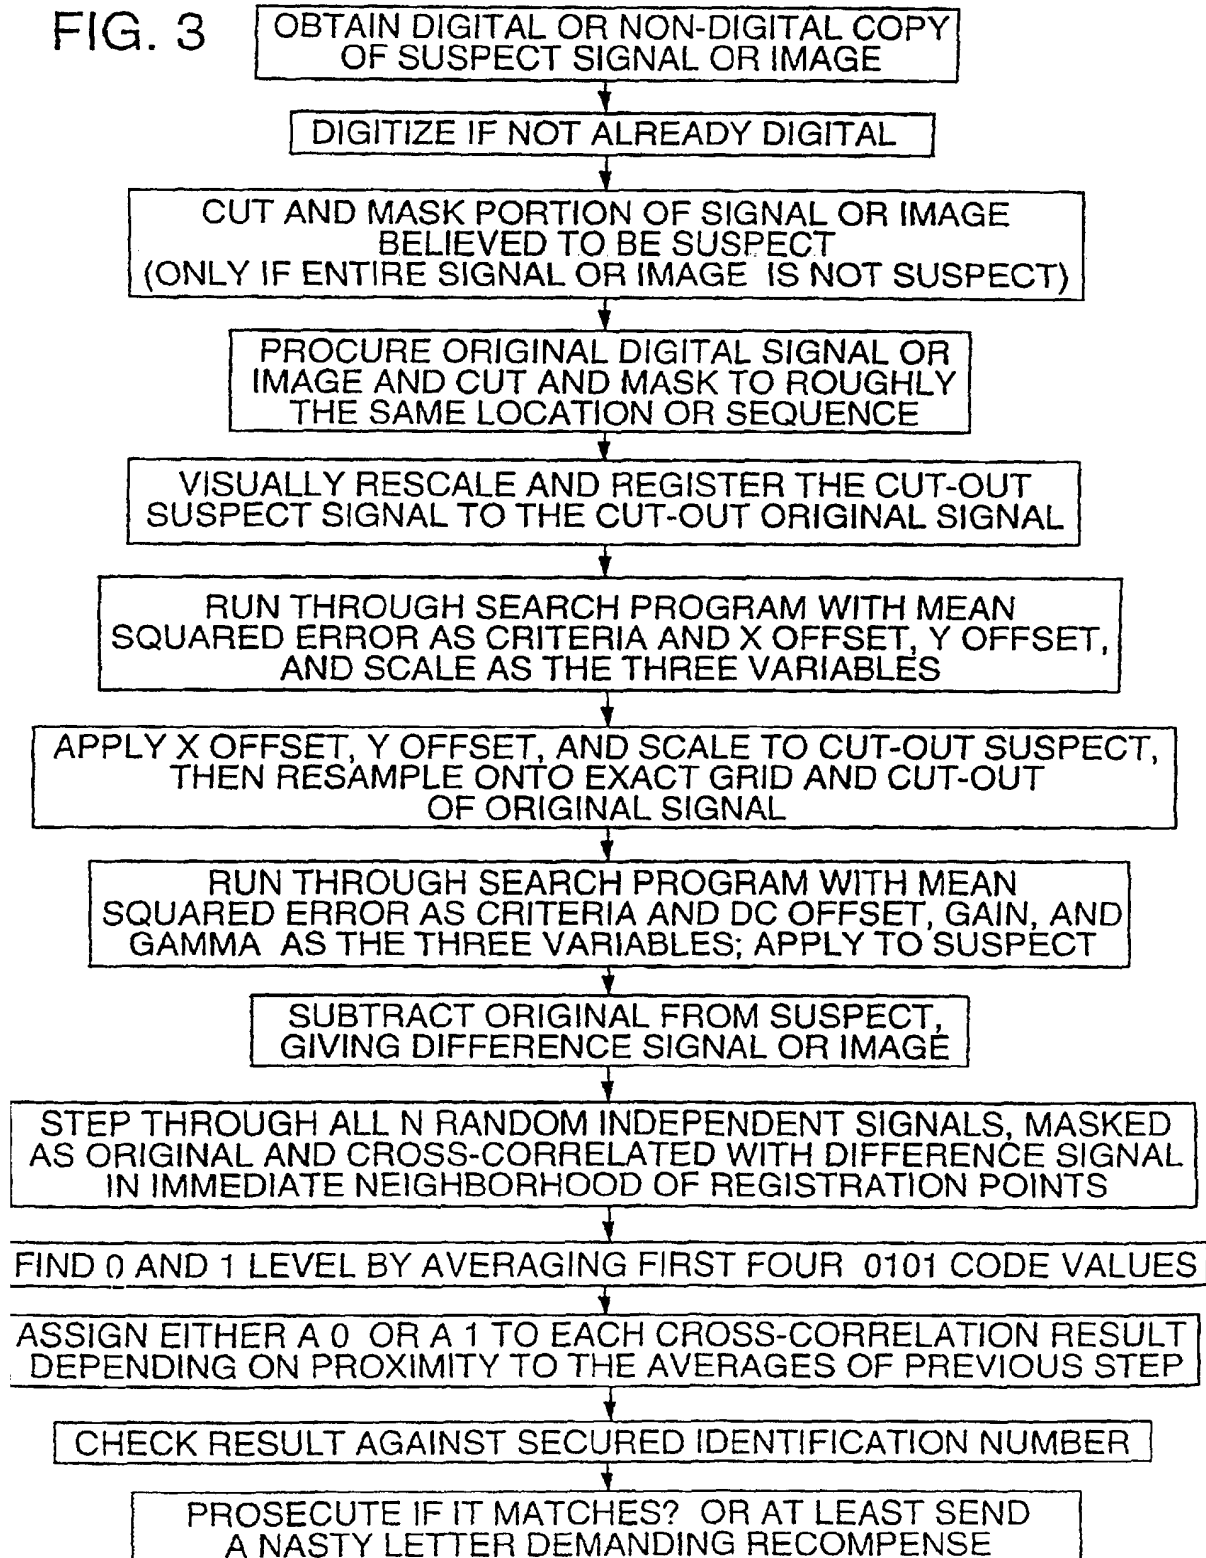 FIG. 3
OBTAIN DIGITAL OR NON-DIGITAL COPY
OF SUSPECT SIGNAL OR IMAGE
DIGITIZE IF NOT ALREADY DIGITAL
CUT AND MASK PORTION OF SIGNAL OR IMAGE
BELIEVED TO BE SUSPECT
(ONLY IF ENTIRE SIGNAL OR IMAGE IS NOT SUSPECT)
PROCURE ORIGINAL DIGITAL SIGNAL OR
IMAGE AND CUT AND MASK TO ROUGHLY
THE SAME LOCATION OR SEQUENCE
VISUALLY RESCALE AND REGISTER THE CUT-OUT
SUSPECT SIGNAL TO THE CUT-OUT ORIGINAL SIGNAL
RUN THROUGH SEARCH PROGRAM WITH MEAN
SQUARED ERROR AS CRITERIA AND X OFFSET, Y OFFSET,
AND SCALE AS THE THREE VARIABLES
APPLY X OFFSET, Y OFFSET, AND SCALE TO CUT-OUT SUSPECT,
THEN RESAMPLE ONTO EXACT GRID AND CUT-OUT
OF ORIGINAL SIGNAL
RUN THROUGH SEARCH PROGRAM WITH MEAN
SQUARED ERROR AS CRITERIA AND DC OFFSET, GAIN, AND
GAMMA AS THE THREE VARIABLES; APPLY TO SUSPECT
SUBTRACT ORIGINAL FROM SUSPECT,
GIVING DIFFERENCE SIGNAL OR IMAGE
STEP THROUGH ALL N RANDOM INDEPENDENT SIGNALS, MASKED
AS ORIGINAL AND CROSS-CORRELATED WITH DIFFERENCE SIGNAL
IN IMMEDIATE NEIGHBORHOOD OF REGISTRATION POINTS
FIND 0 AND 1 LEVEL BY AVERAGING FIRST FOUR 0101 CODE VALUES
ASSIGN EITHER A 0 OR A 1 TO EACH CROSS-CORRELATION RESULT
DEPENDING ON PROXIMITY TO THE AVERAGES OF PREVIOUS STEP
CHECK RESULT AGAINST SECURED IDENTIFICATION NUMBER
PROSECUTE IF IT MATCHES? OR AT LEAST SEND
A NASTY LETTER DEMANDING RECOMPENSE